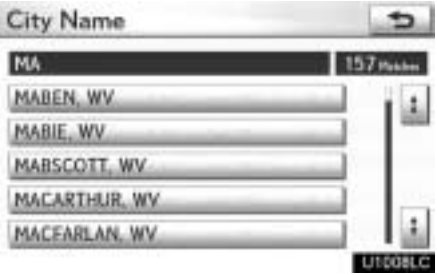 City Name
MA
157 Matches
MABEN, WV
MABIE, WV
MABSCOTT, WV
MACARTHUR, WV
MACFARLAN, WV
U1008LC